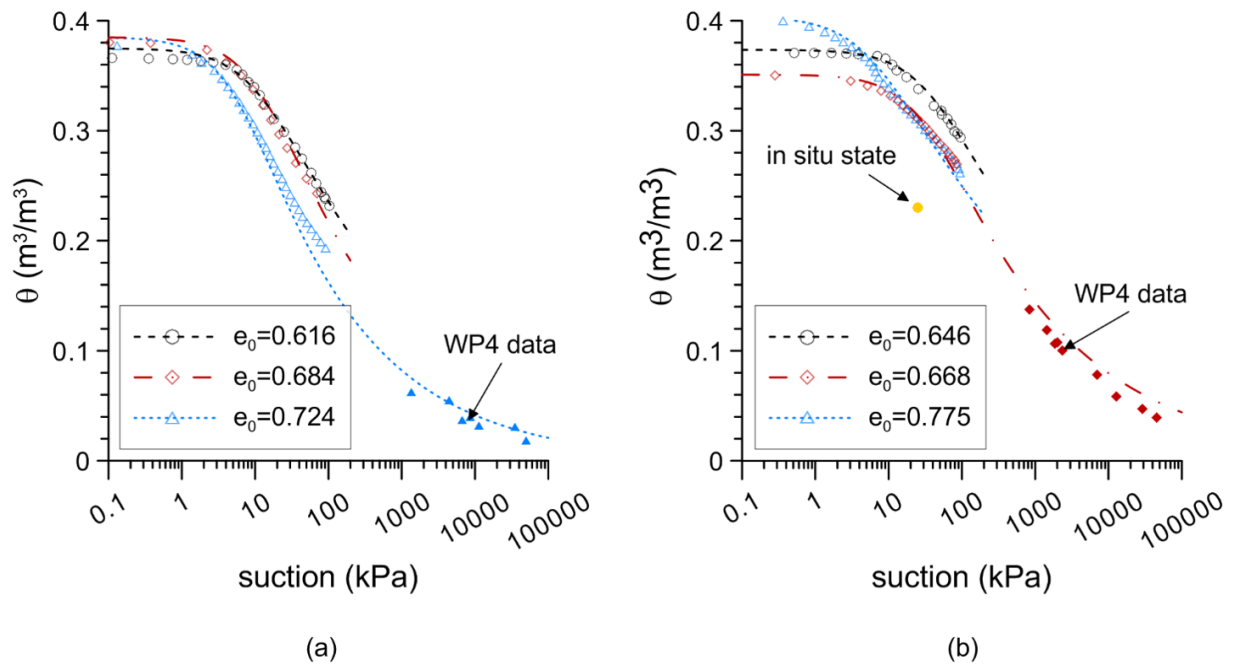 0.4
0.3
0.2
0.1
0
θ (m³/m³)
WP4 data
e₀=0.616
e₀=0.684
e₀=0.724
0.1
1
10
100
1000
10000
100000
suction (kPa)
(a)
0.4
0.3
0.2
0.1
0
θ (m3/m3)
in situ state
WP4 data
e₀=0.646
e₀=0.668
e₀=0.775
0.1
1
10
100
1000
10000
100000
suction (kPa)
(b)